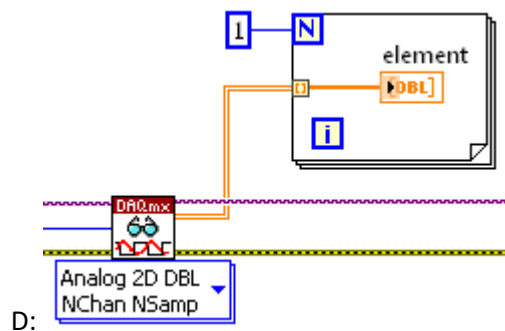 1
N
element
DBL]
i
DAQmx
Analog 2D DBL
NChan NSamp
D: